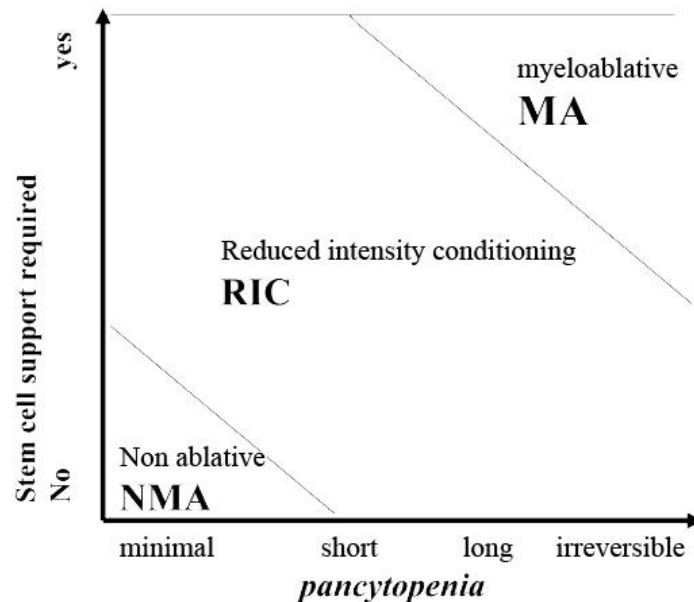 yes
Stem cell support required
No
myeloablative
MA
Reduced intensity conditioning
RIC
Non ablative
NMA
minimal short long irreversible
pancytopenia